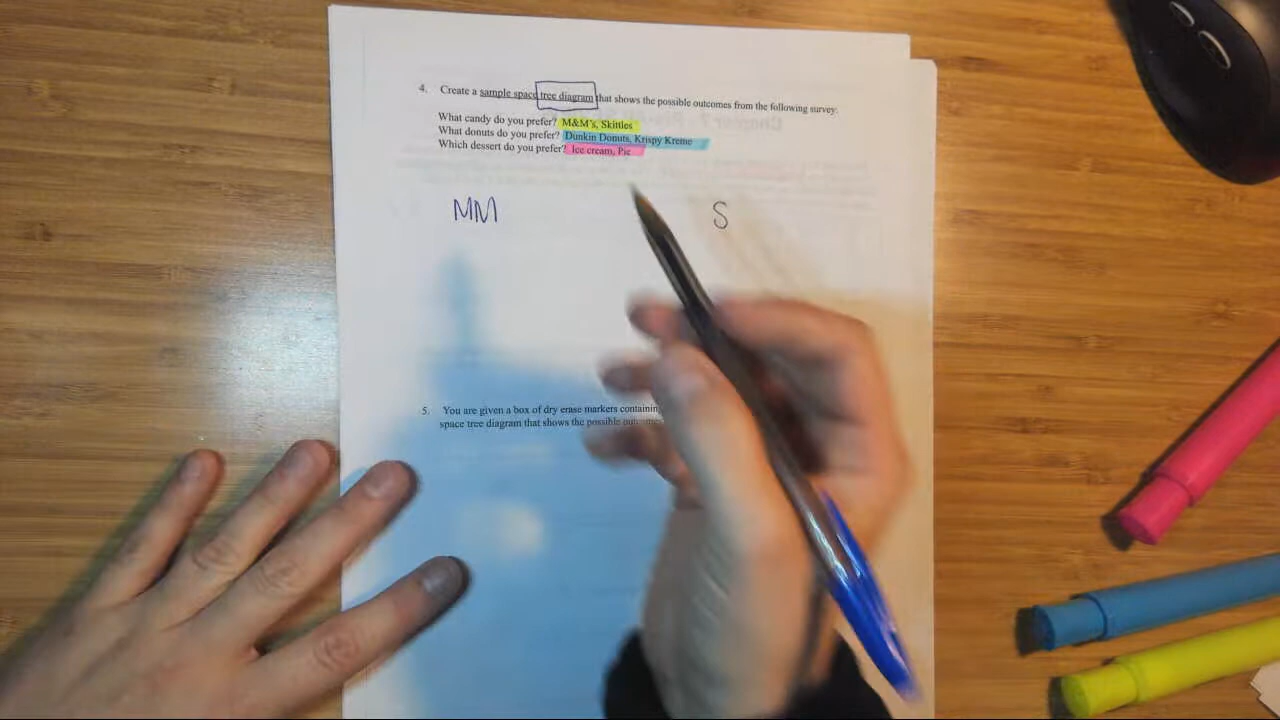 4. Create a sample space tree diagram that shows the possible outcomes from the following survey:
What candy do you prefer? M&M's, Skittles
What donuts do you prefer? Dunkin Donuts, Krispy Kreme
Which dessert do you prefer? Ice cream, Pie
MM S
5. You are given a box of dry erase markers containing
space tree diagram that shows the possible outcomes